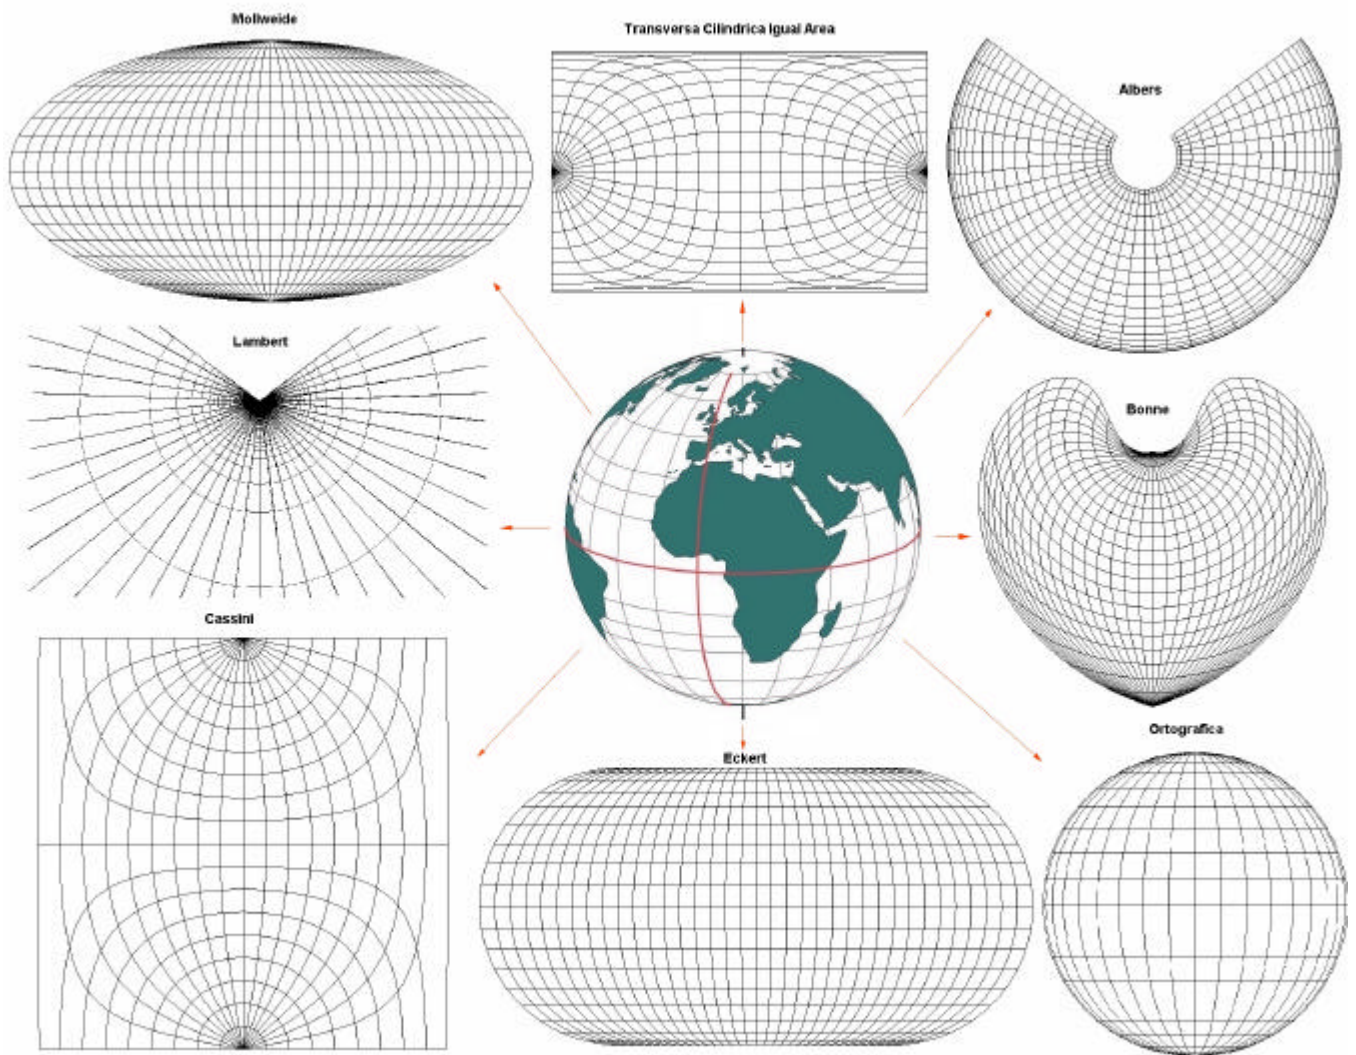 Mollweide
Transversa Cilindrica Igual Area
Albers
Lambert
Bonne
Cassini
Ortografica
Eckert